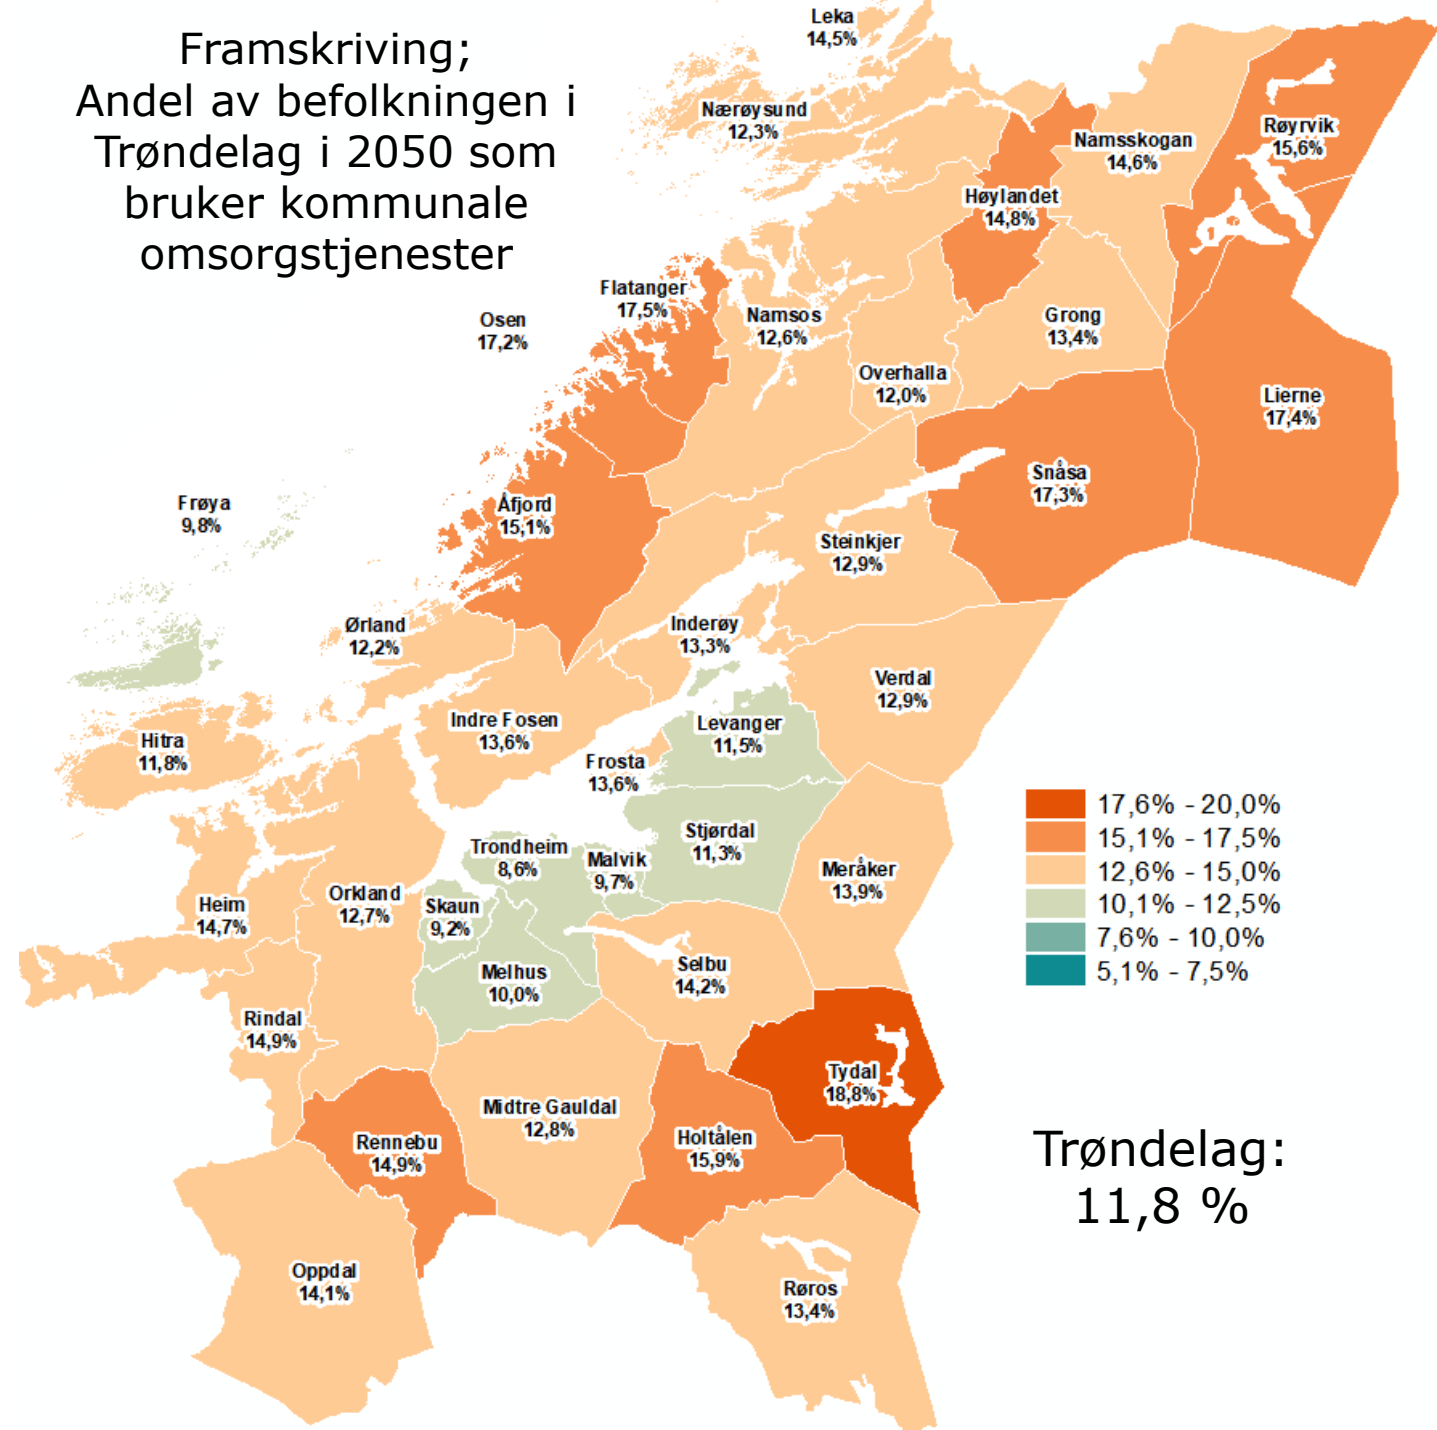 Framskriving;
Andel av befolkningen i
Trøndelag i 2050 som
bruker kommunale
omsorgstjenester
Leka
14,5%
Nærøysund
12,3%
Namsskogan
14,6%
Røyrvik
15,6%
Høylandet
14,8%
Flatanger
17,5%
Osen
17,2%
Namsos
12,6%
Grong
13,4%
Overhalla
12,0%
Lierne
17,4%
Snåsa
17,3%
Frøya
9,8%
Åfjord
15,1%
Steinkjer
12,9%
Ørland
12,2%
Inderøy
13,3%
Verdal
12,9%
Indre Fosen
13,6%
Levanger
11,5%
Hitra
11,8%
Frosta
13,6%
Stjørdal
11,3%
Trondheim
8,6%
Malvik
9,7%
Meråker
13,9%
Orkland
12,7%
Heim
14,7%
Skaun
9,2%
Melhus
10,0%
Selbu
14,2%
Rindal
14,9%
Tydal
18,8%
Midtre Gauldal
12,8%
Rennebu
14,9%
Holtålen
15,9%
Oppdal
14,1%
Røros
13,4%
17,6% - 20,0%
15,1% - 17,5%
12,6% - 15,0%
10,1% - 12,5%
7,6% - 10,0%
5,1% - 7,5%
Trøndelag:
11,8 %